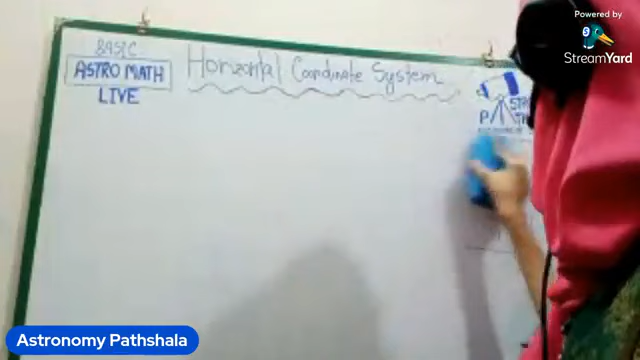 BASIC
ASTRO MATH
LIVE
Horizontal Coordinate System
Powered by
StreamYard
Astronomy Pathshala